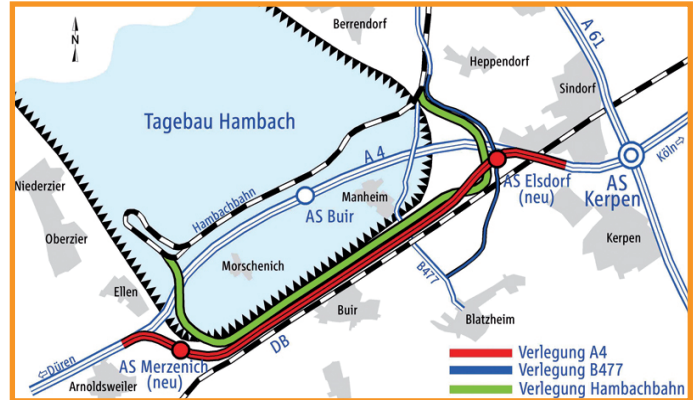 N
Berrendorf
A 61
Heppendorf
Sindorf
Tagebau Hambach
Köln⇨
A 4
AS Elsdorf
(neu)
AS
Kerpen
Niederzier
Hambachbahn
AS Buir
Manheim
Kerpen
Oberzier
Morschenich
B477
Ellen
Buir
Blatzheim
DB
⇦Düren
AS Merzenich
(neu)
Arnoldsweiler
Verlegung A4
Verlegung B477
Verlegung Hambachbahn